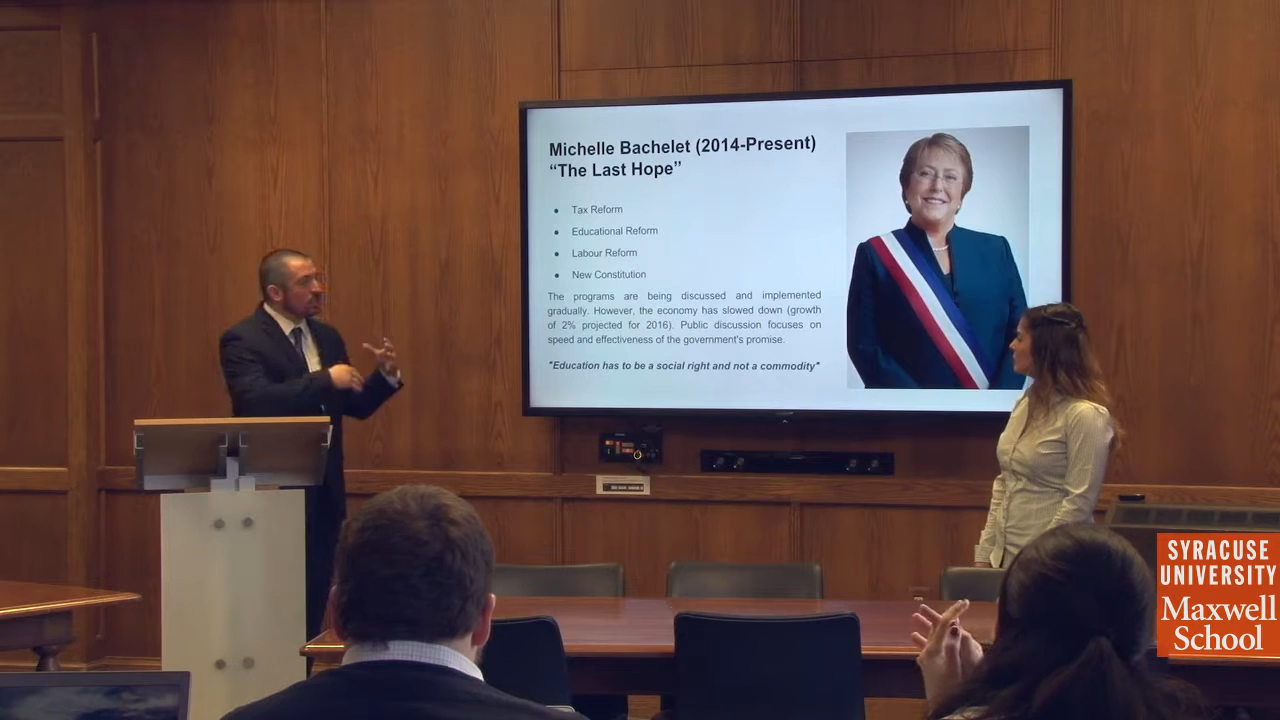 Michelle Bachelet (2014-Present)
“The Last Hope”
● Tax Reform
● Educational Reform
● Labour Reform
● New Constitution
The programs are being discussed and implemented
gradually. However, the economy has slowed down (growth
of 2% projected for 2016). Public discussion focuses on
speed and effectiveness of the government's promise.
"Education has to be a social right and not a commodity"
SYRACUSE
UNIVERSITY
Maxwell
School